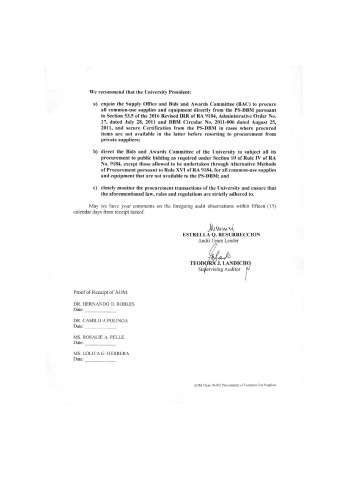 We recommend that the University President:
a) enjoin the Supply Office and Bids and Awards Committee (BAC) to procure
all common-use supplies and equipment directly from the PS-DBM pursuant
to Section 53.5 of the 2016 Revised IRR of RA 9184, Administrative Order No.
17, dated July 28, 2011 and DBM Circular No. 2011-006 dated August 25,
2011, and secure Certification from the PS-DBM in cases where procured
items are not available in the latter before resorting to procurement from
private suppliers;
b) direct the Bids and Awards Committee of the University to subject all its
procurement to public bidding as required under Section 10 of Rule IV of RA
No. 9184, except those allowed to be undertaken through Alternative Methods
of Procurement pursuant to Rule XVI of RA 9184, for all common-use supplies
and equipment that are not available to the PS-DBM; and
c) closely monitor the procurement transactions of the University and ensure that
the aforementioned law, rules and regulations are strictly adhered to.
May we have your comments on the foregoing audit observations within fifteen (15)
calendar days from receipt hereof.
ESTRELLA Q. RESURRECCION
Audit Team Leader
TEODORA J. LANDICHO
Supervising Auditor
Proof of Receipt of AOM:
DR. HERNANDO D. ROBLES
Date:
DR. CAMILO A POLINGA
Date:
MS. ROSALIE A. PELLE
Date:
MS. LOLITA G. HERRERA
Date:
Procurement of Common Use Supplies